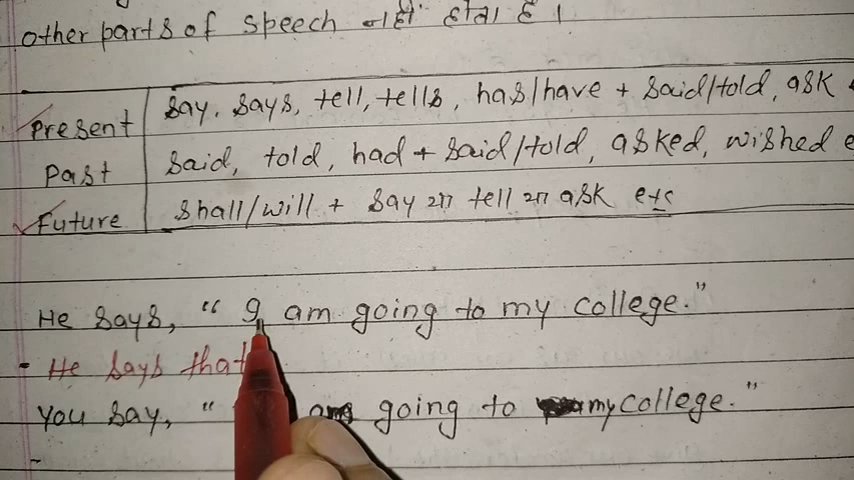 other parts of speech नही होता है ।
Present say, says, tell, tells, has/have + said/told, ask
Past said, told, had + said/told, asked, wished e
Future shall/will + say या tell या ask etc
He says, “ I am going to my college.”
- He says that
You say, “ am going to my college.”